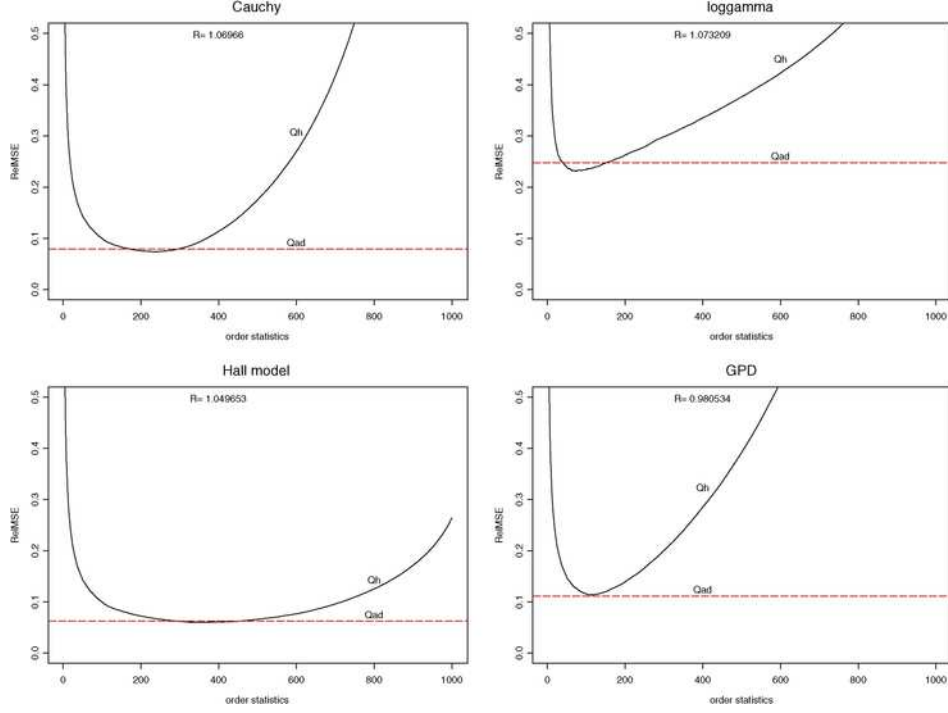 Cauchy
R= 1.06966
Qh
Qad
RelMSE
0.0 0.1 0.2 0.3 0.4 0.5
0 200 400 600 800 1000
order statistics
loggamma
R= 1.073209
Qh
Qad
RelMSE
0.0 0.1 0.2 0.3 0.4 0.5
0 200 400 600 800 1000
order statistics
Hall model
R= 1.049653
Qh
Qad
RelMSE
0.0 0.1 0.2 0.3 0.4 0.5
0 200 400 600 800 1000
order statistics
GPD
R= 0.980534
Qh
Qad
RelMSE
0.0 0.1 0.2 0.3 0.4 0.5
0 200 400 600 800 1000
order statistics